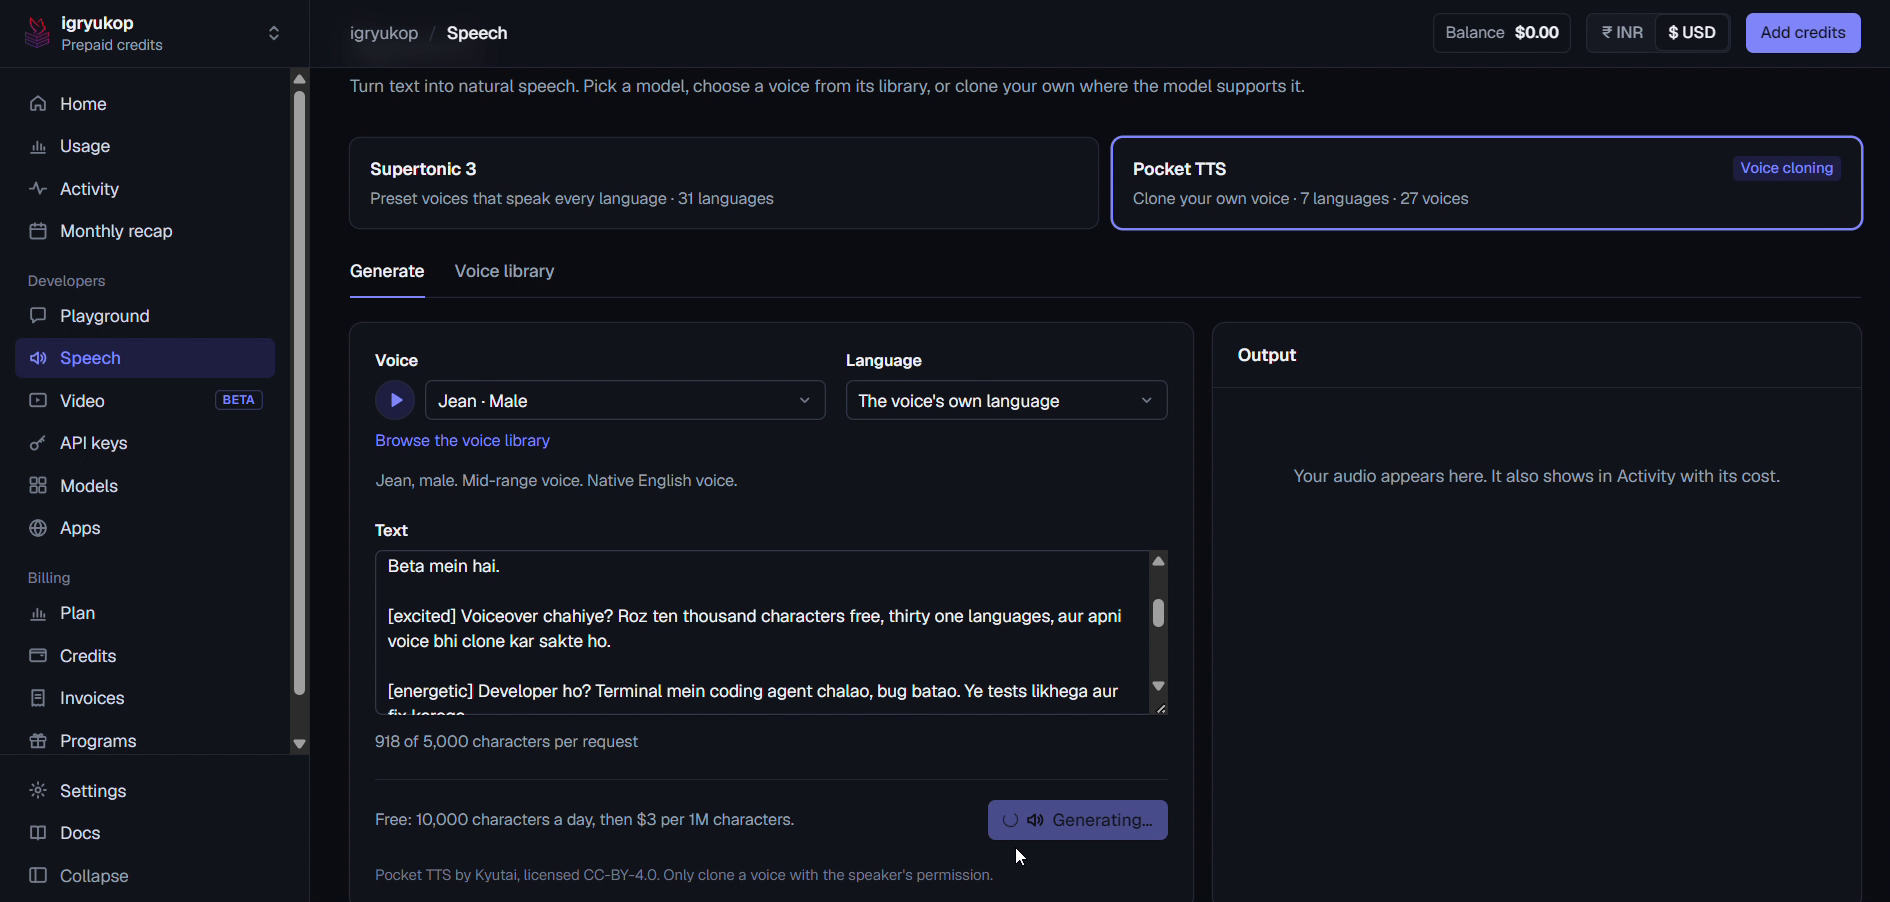 igryukop
Prepaid credits
Home
Usage
Activity
Monthly recap
Developers
Playground
Speech
Video BETA
API keys
Models
Apps
Billing
Plan
Credits
Invoices
Programs
Settings
Docs
Collapse
igryukop / Speech
Balance $0.00
₹ INR $ USD
Add credits
Turn text into natural speech. Pick a model, choose a voice from its library, or clone your own where the model supports it.
Supertonic 3
Preset voices that speak every language · 31 languages
Pocket TTS
Voice cloning
Clone your own voice · 7 languages · 27 voices
Generate Voice library
Voice
Jean · Male
Language
The voice's own language
Browse the voice library
Jean, male. Mid-range voice. Native English voice.
Text
Beta mein hai.
[excited] Voiceover chahiye? Roz ten thousand characters free, thirty one languages, aur apni
voice bhi clone kar sakte ho.
[energetic] Developer ho? Terminal mein coding agent chalao, bug batao. Ye tests likhega aur
fix karega
918 of 5,000 characters per request
Free: 10,000 characters a day, then $3 per 1M characters.
Generating...
Pocket TTS by Kyutai, licensed CC-BY-4.0. Only clone a voice with the speaker's permission.
Output
Your audio appears here. It also shows in Activity with its cost.